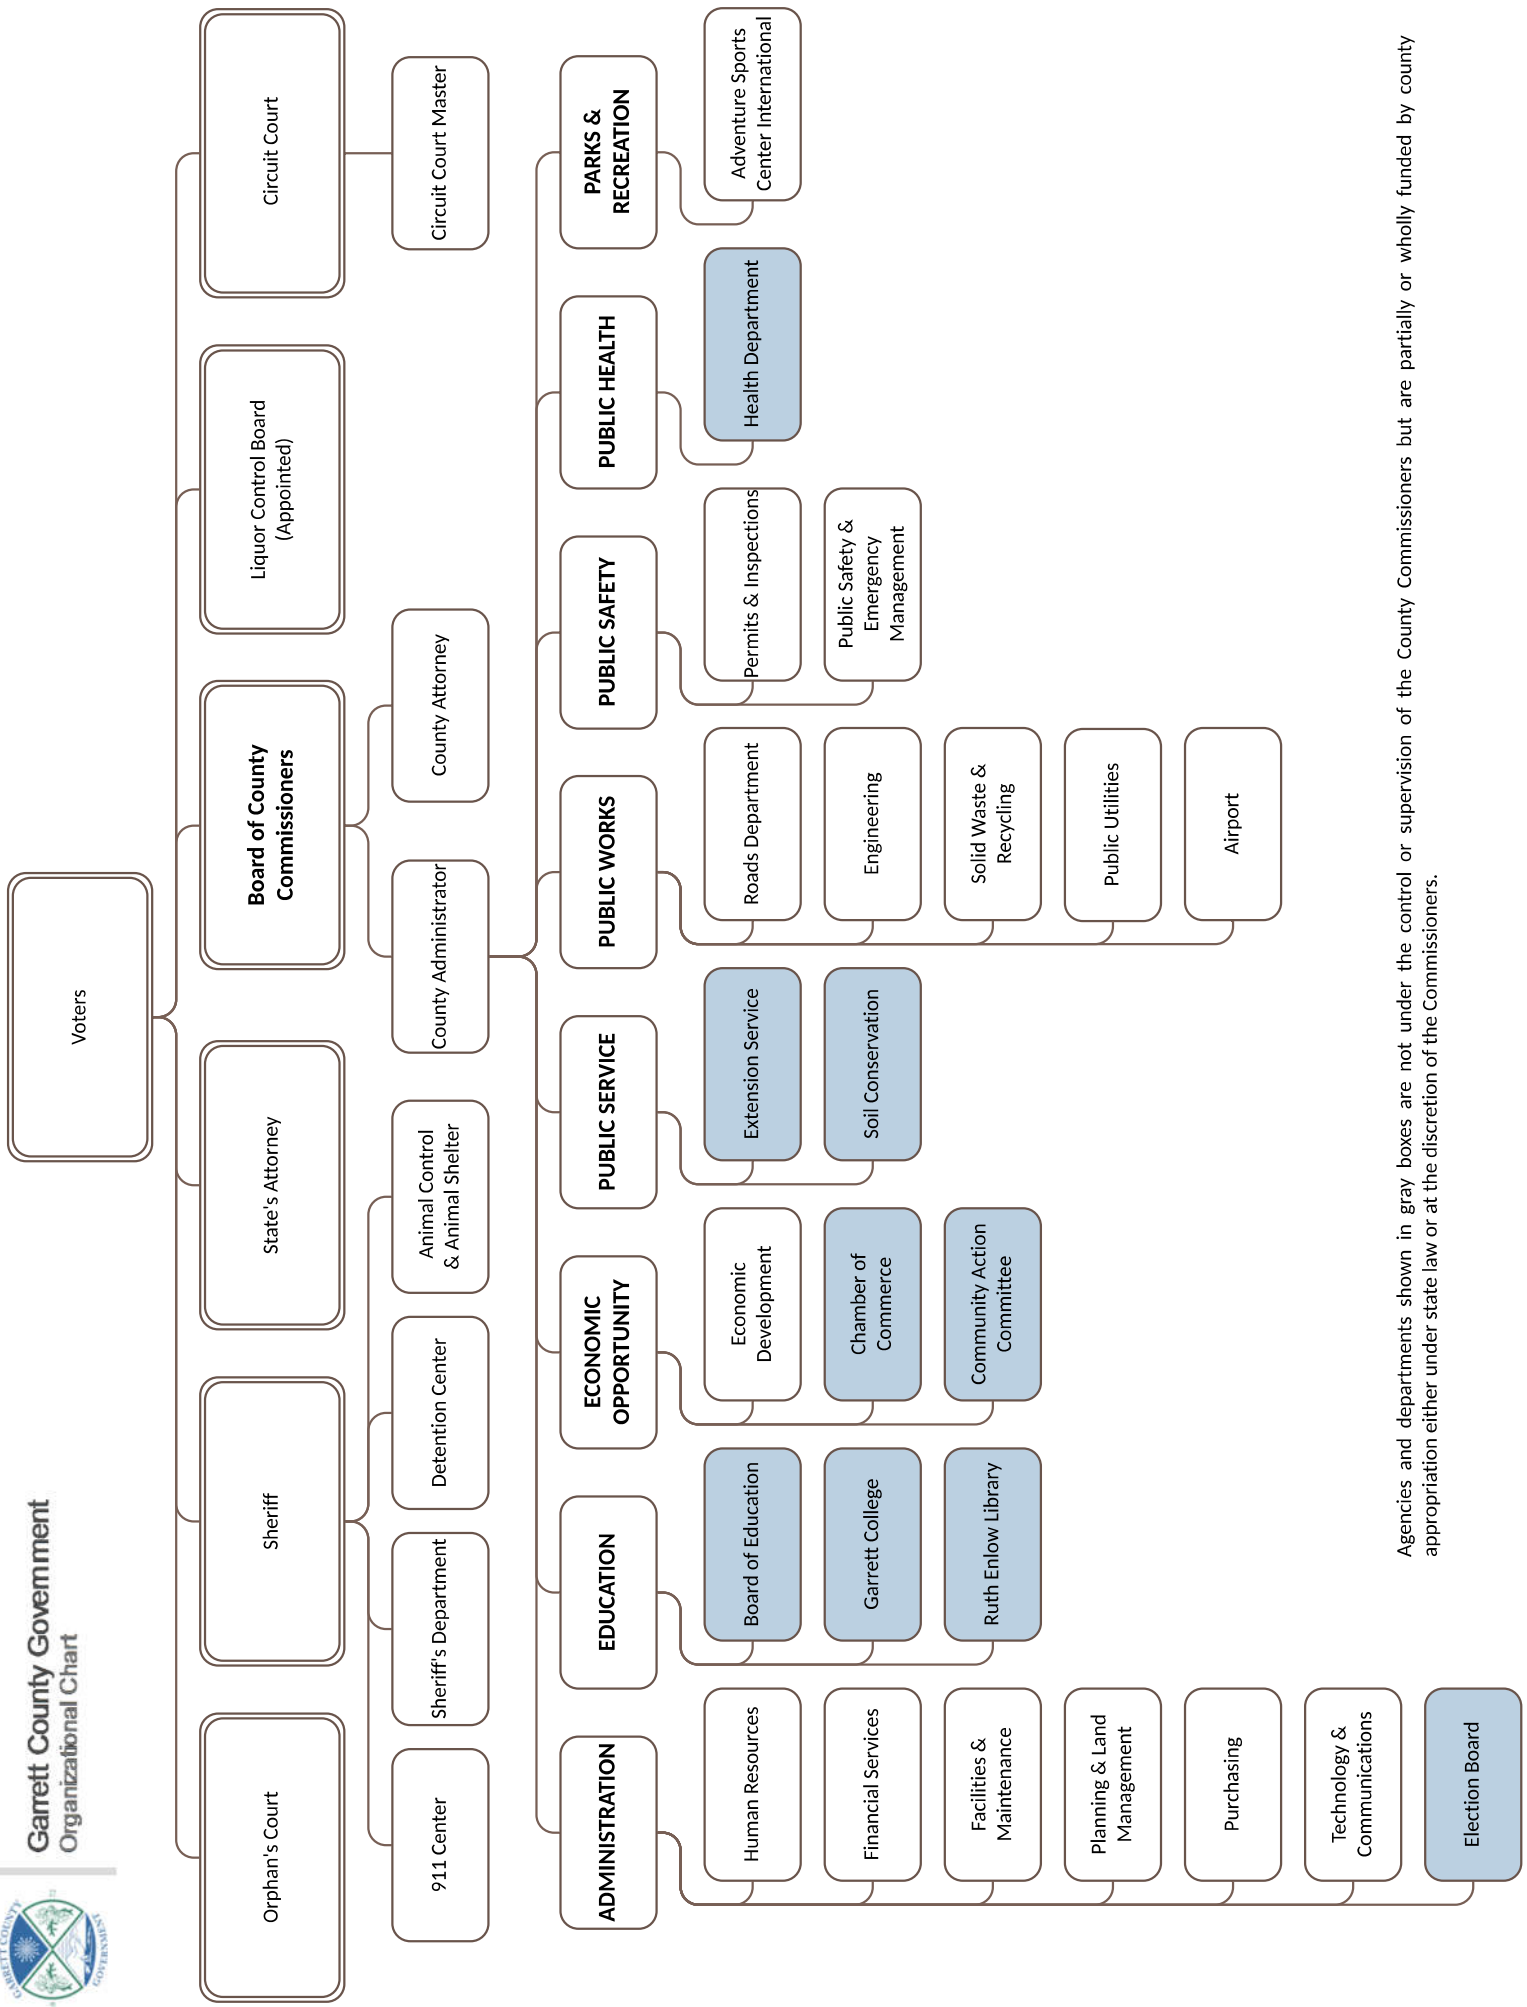 GARRETT COUNTY
GOVERNMENT
Garrett County Government
Organizational Chart
Voters
Orphan's Court
Sheriff
State's Attorney
Board of County
Commissioners
Liquor Control Board
(Appointed)
Circuit Court
911 Center
Sheriff's Department
Detention Center
Animal Control
& Animal Shelter
County Administrator
County Attorney
Circuit Court Master
ADMINISTRATION
Human Resources
Financial Services
Facilities &
Maintenance
Planning & Land
Management
Purchasing
Technology &
Communications
Election Board
EDUCATION
Board of Education
Garrett College
Ruth Enlow Library
ECONOMIC
OPPORTUNITY
Economic
Development
Chamber of
Commerce
Community Action
Committee
PUBLIC SERVICE
Extension Service
Soil Conservation
PUBLIC WORKS
Roads Department
Engineering
Solid Waste &
Recycling
Public Utilities
Airport
PUBLIC SAFETY
Permits & Inspections
Public Safety &
Emergency
Management
PUBLIC HEALTH
Health Department
PARKS &
RECREATION
Adventure Sports
Center International
Agencies and departments shown in gray boxes are not under the control or supervision of the County Commissioners but are partially or wholly funded by county
appropriation either under state law or at the discretion of the Commissioners.